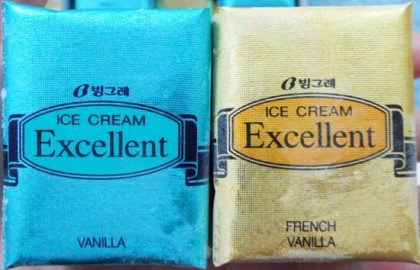 빙그레
ICE CREAM
Excellent
VANILLA
빙그레
ICE CREAM
Excellent
FRENCH
VANILLA